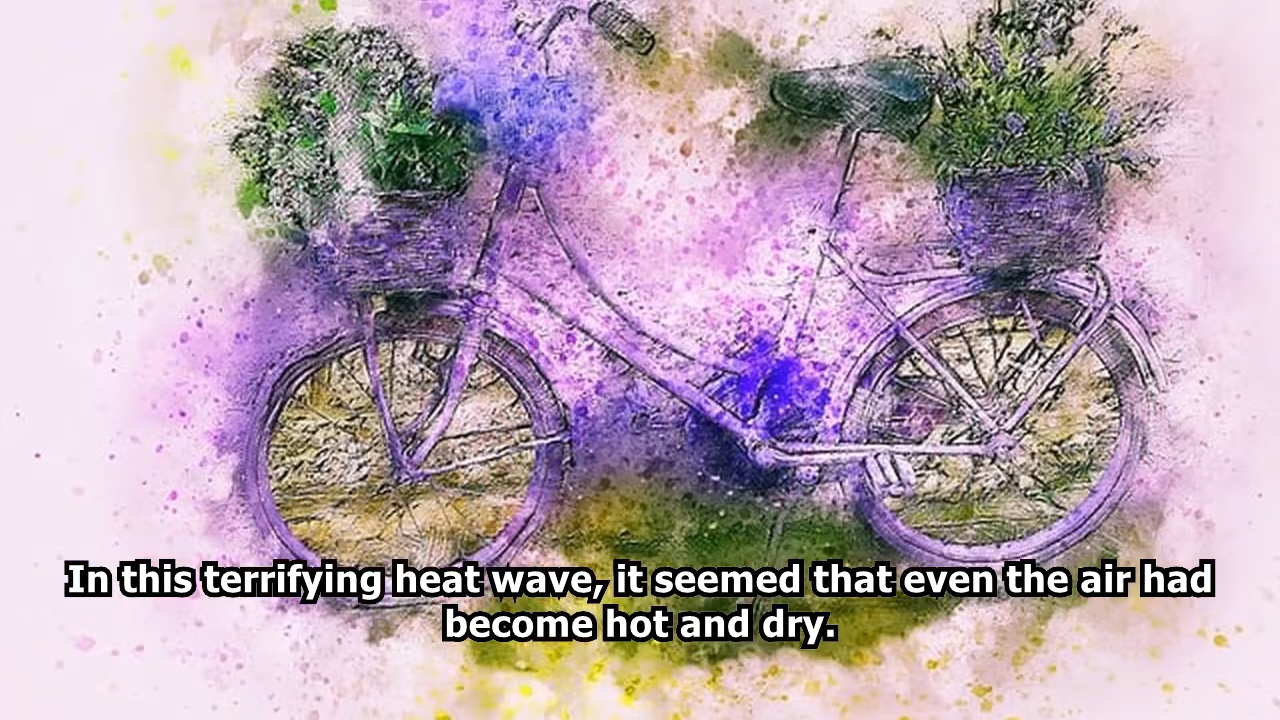 In this terrifying heat wave, it seemed that even the air had
become hot and dry.